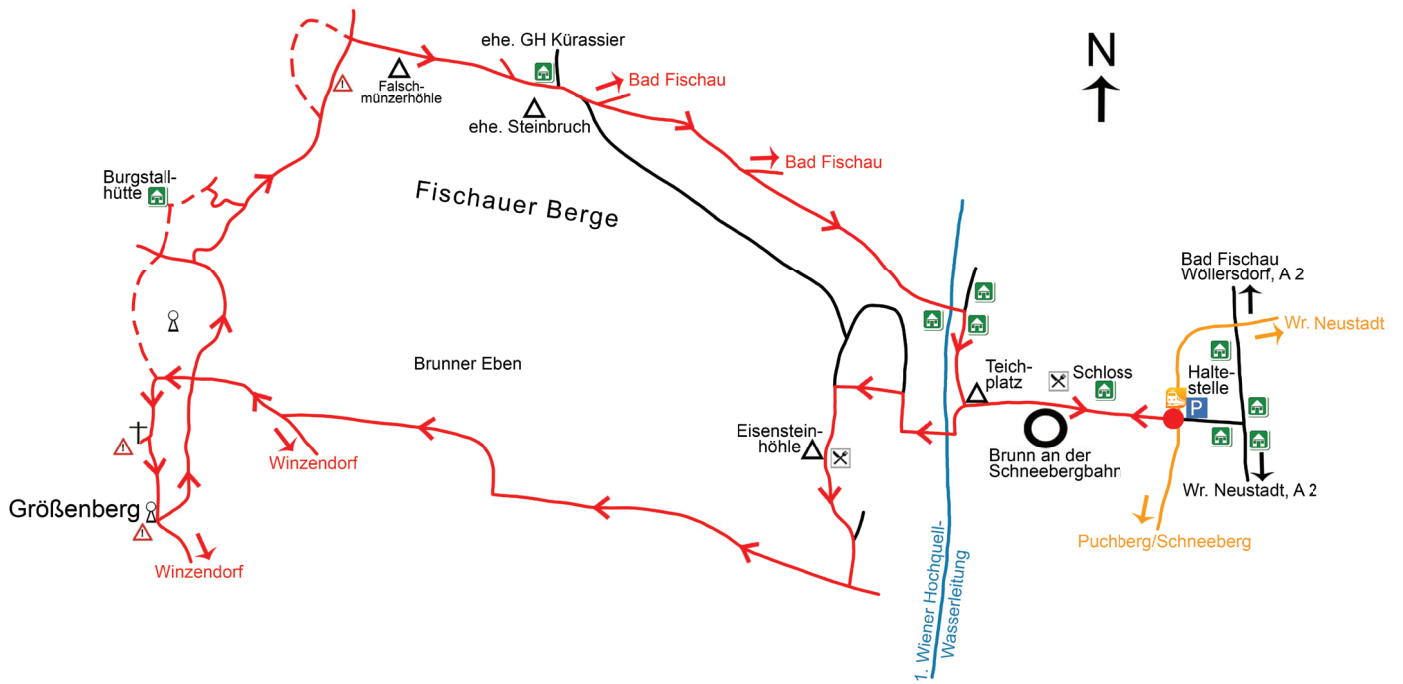 ehe. GH Kürassier
N
Bad Fischau
Falsch-
münzerhöhle
ehe. Steinbruch
Bad Fischau
Burgstall-
hütte
Fischauer Berge
Bad Fischau
Wöllersdorf, A 2
Wr. Neustadt
Brunner Eben
Teich-
platz
Schloss
Halte-
stelle
P
Eisenstein-
höhle
Brunn an der
Schneebergbahn
Winzendorf
Wr. Neustadt, A 2
Größenberg
Puchberg/Schneeberg
Winzendorf
1. Wiener Hochquell-
Wasserleitung